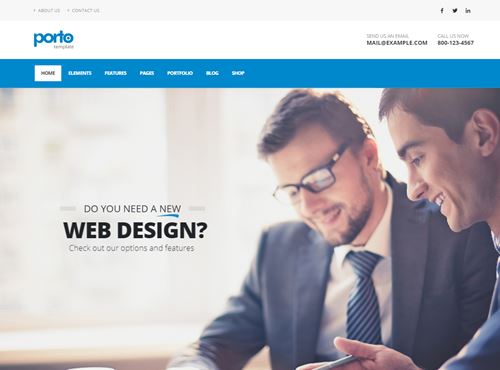 ABOUT US CONTACT US
porto
template
SEND US AN EMAIL CALL US NOW
MAIL@EXAMPLE.COM 800-123-4567
HOME ELEMENTS FEATURES PAGES PORTFOLIO BLOG SHOP
DO YOU NEED A NEW
WEB DESIGN?
Check out our options and features